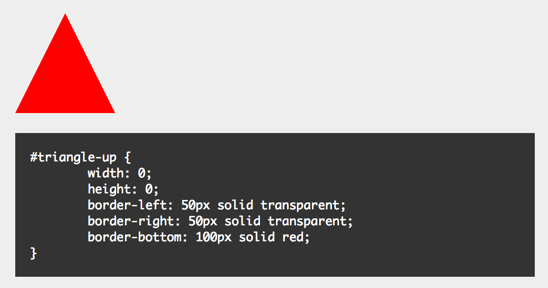 #triangle-up {
width: 0;
height: 0;
border-left: 50px solid transparent;
border-right: 50px solid transparent;
border-bottom: 100px solid red;
}